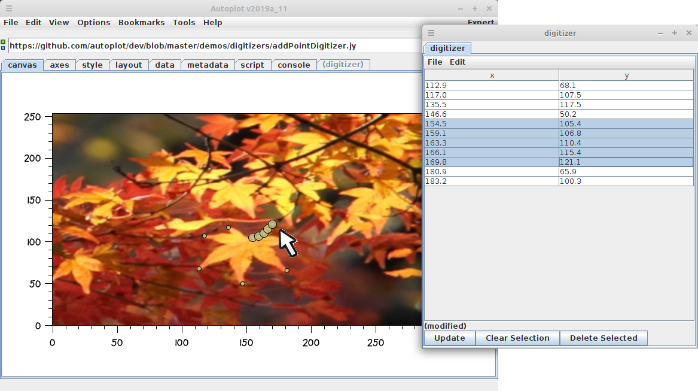 Autoplot v2019a_11
File Edit View Options Bookmarks Tools Help Expert
https://github.com/autoplot/dev/blob/master/demos/digitizers/addPointDigitizer.jy
canvas axes style layout data metadata script console (digitizer)
250
200
150
100
50
0
0 50 100 150 200 250
digitizer
digitizer
File Edit
x y
112.9 68.1
117.0 107.5
135.5 117.5
146.6 50.2
154.5 105.4
159.1 106.8
163.3 110.4
166.1 115.4
169.8 121.1
180.9 65.9
183.2 100.3
(modified)
Update Clear Selection Delete Selected